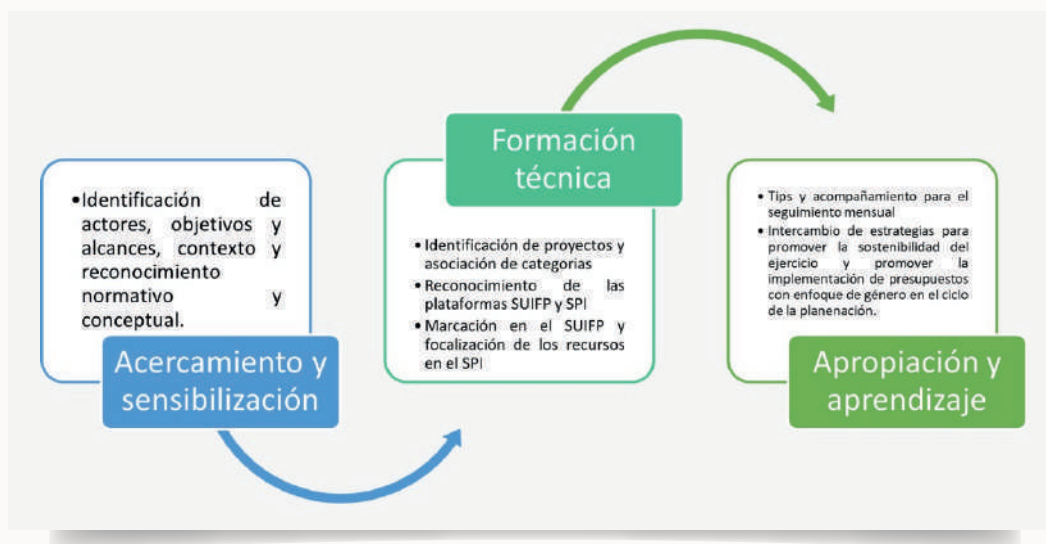 •Identificación de
actores, objetivos y
alcances, contexto y
reconocimiento
normativo y
conceptual.
Acercamiento y
sensibilización
Formación
técnica
• Identificación de proyectos y
asociación de categorias
• Reconocimiento de las
plataformas SUIFP y SPI
• Marcación en el SUIFP y
focalización de los recursos
en el SPI
• Tips y acompañamiento para el
seguimiento mensual
• Intercambio de estrategias para
promover la sostenibilidad del
ejercicio y promover la
implementación de presupuestos
con enfoque de género en el ciclo
de la planenación.
Apropiación y
aprendizaje